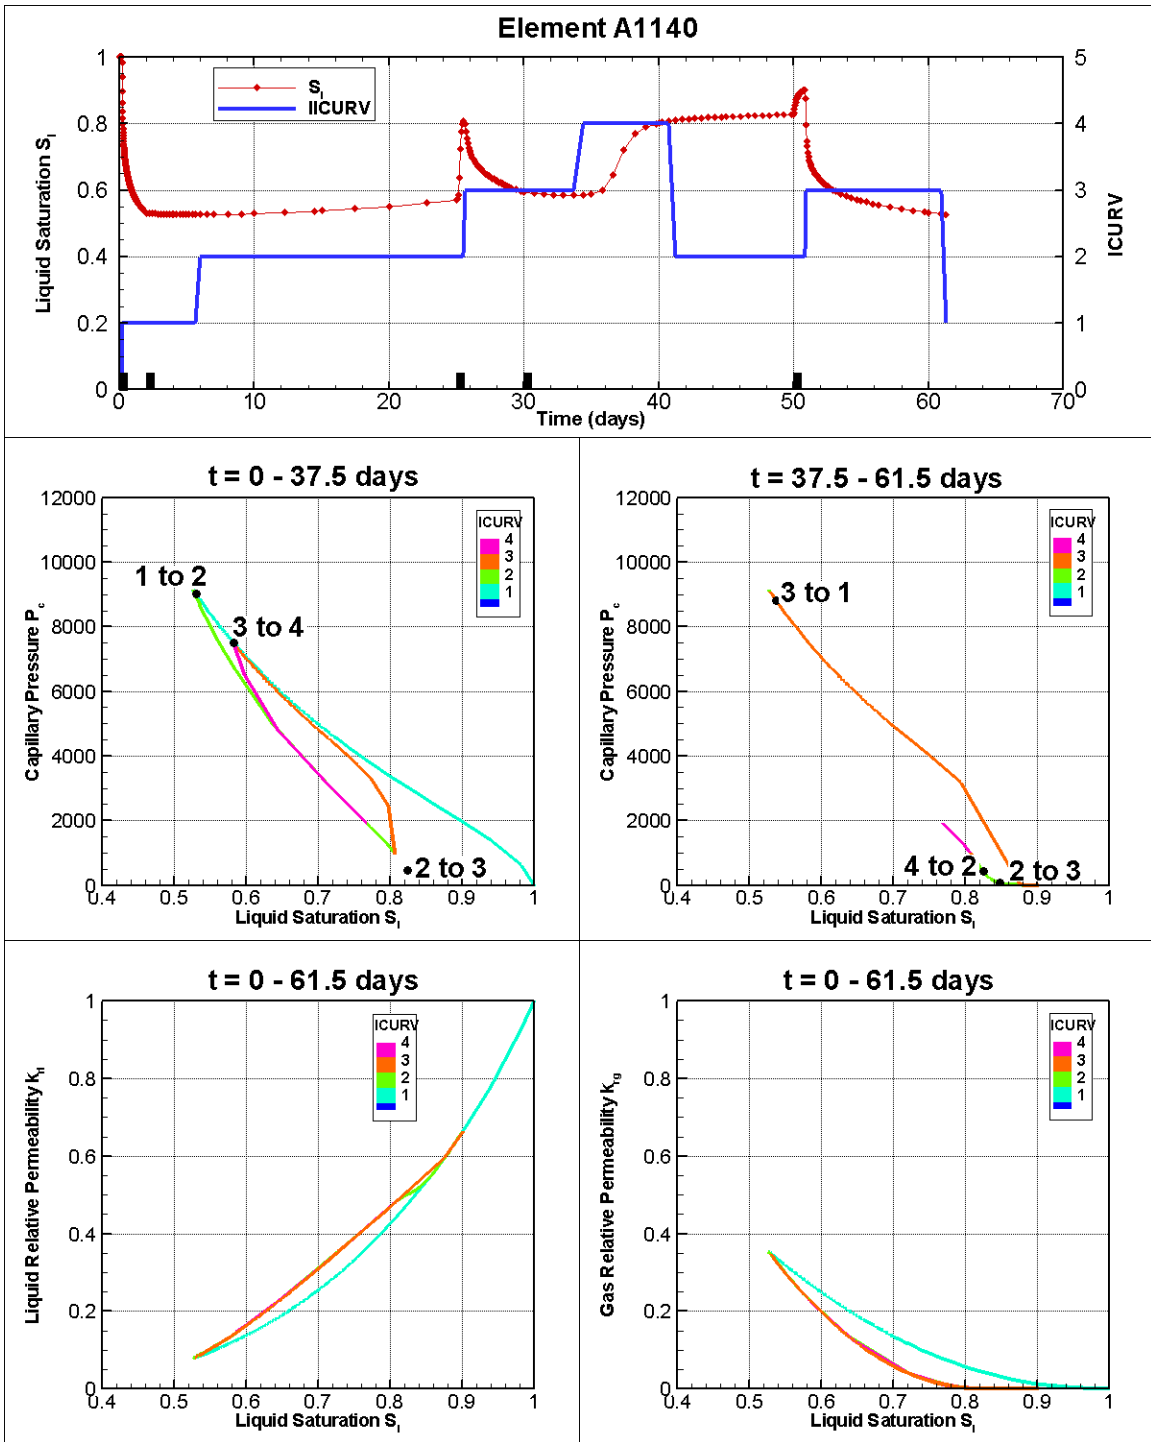 Element A1140
Liquid Saturation Sl
1
0.8
0.6
0.4
0.2
0
Sl
IICURV
5
4
3
2
1
0
ICURV
0 10 20 30 40 50 60 70
Time (days)
t = 0 - 37.5 days
Capillary Pressure Pc
12000
10000
8000
6000
4000
2000
0
ICURV
4
3
2
1
1 to 2
3 to 4
2 to 3
0.4 0.5 0.6 0.7 0.8 0.9 1
Liquid Saturation Sl
t = 37.5 - 61.5 days
Capillary Pressure Pc
12000
10000
8000
6000
4000
2000
0
ICURV
4
3
2
1
3 to 1
4 to 2
2 to 3
0.4 0.5 0.6 0.7 0.8 0.9 1
Liquid Saturation Sl
t = 0 - 61.5 days
Liquid Relative Permeability Krl
1
0.8
0.6
0.4
0.2
0
ICURV
4
3
2
1
0.4 0.5 0.6 0.7 0.8 0.9 1
Liquid Saturation Sl
t = 0 - 61.5 days
Gas Relative Permeability Krg
1
0.8
0.6
0.4
0.2
0
ICURV
4
3
2
1
0.4 0.5 0.6 0.7 0.8 0.9 1
Liquid Saturation Sl